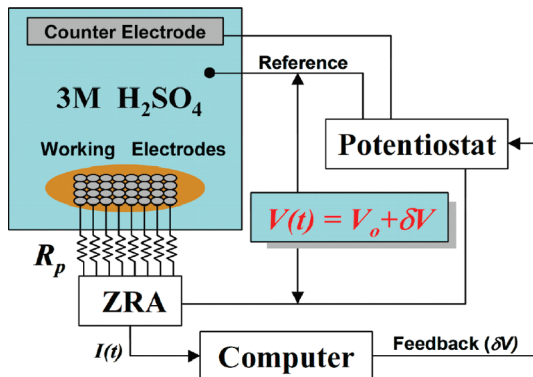 Counter Electrode
Reference
3M H₂SO₄
Potentiostat
Working Electrodes
V(t) = Vₒ+δV
Rₚ
ZRA
I(t)
Computer
Feedback (δV)